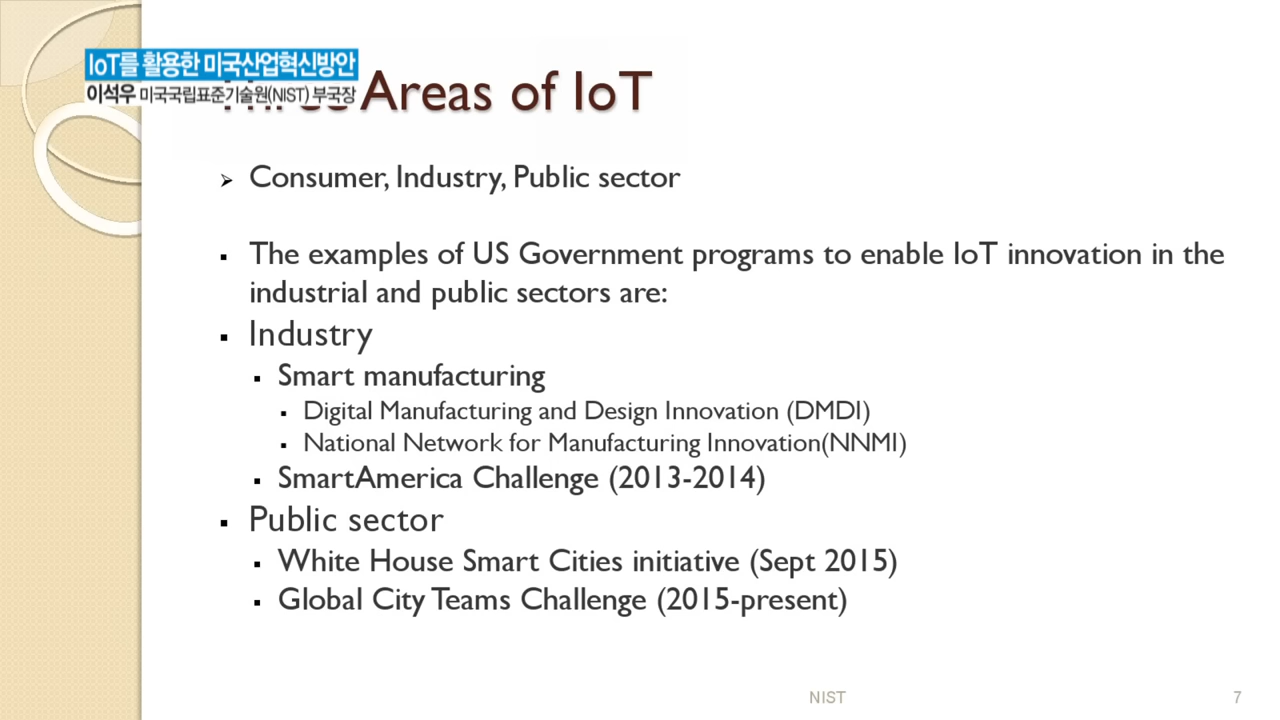 IoT를 활용한 미국산업혁신방안
이석우 미국국립표준기술원(NIST) 부국장
Areas of IoT
Consumer, Industry, Public sector
The examples of US Government programs to enable IoT innovation in the
industrial and public sectors are:
Industry
Smart manufacturing
Digital Manufacturing and Design Innovation (DMDI)
National Network for Manufacturing Innovation(NNMI)
SmartAmerica Challenge (2013-2014)
Public sector
White House Smart Cities initiative (Sept 2015)
Global City Teams Challenge (2015-present)
NIST
7